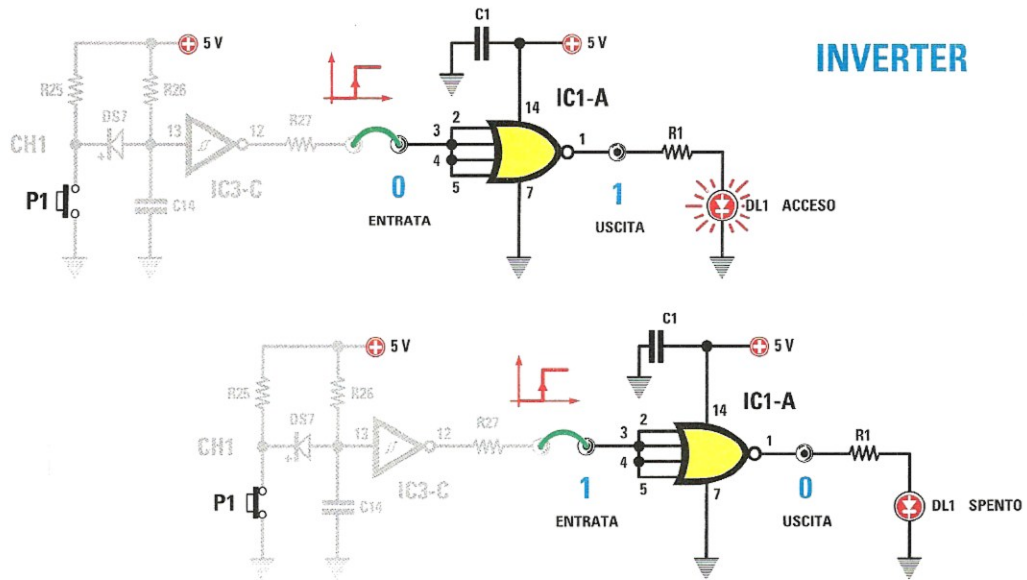 INVERTER
5 V
C1
5 V
R25
R26
IC1-A
14
DS7
R27
2
CH1
13
12
3
1
R1
4
+
IC3-C
5
7
P1
C14
0
1
DL1 ACCESO
ENTRATA
USCITA
C1
5 V
5 V
R25
R26
IC1-A
14
DS7
R27
2
CH1
13
12
3
1
R1
4
+
IC3-C
5
7
P1
C14
1
0
DL1 SPENTO
ENTRATA
USCITA